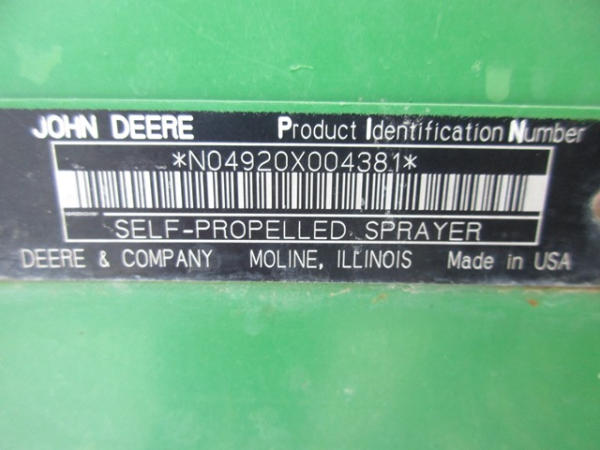 JOHN DEERE Product Identification Number
*N04920X004381*
SELF-PROPELLED SPRAYER
DEERE & COMPANY MOLINE, ILLINOIS Made in USA